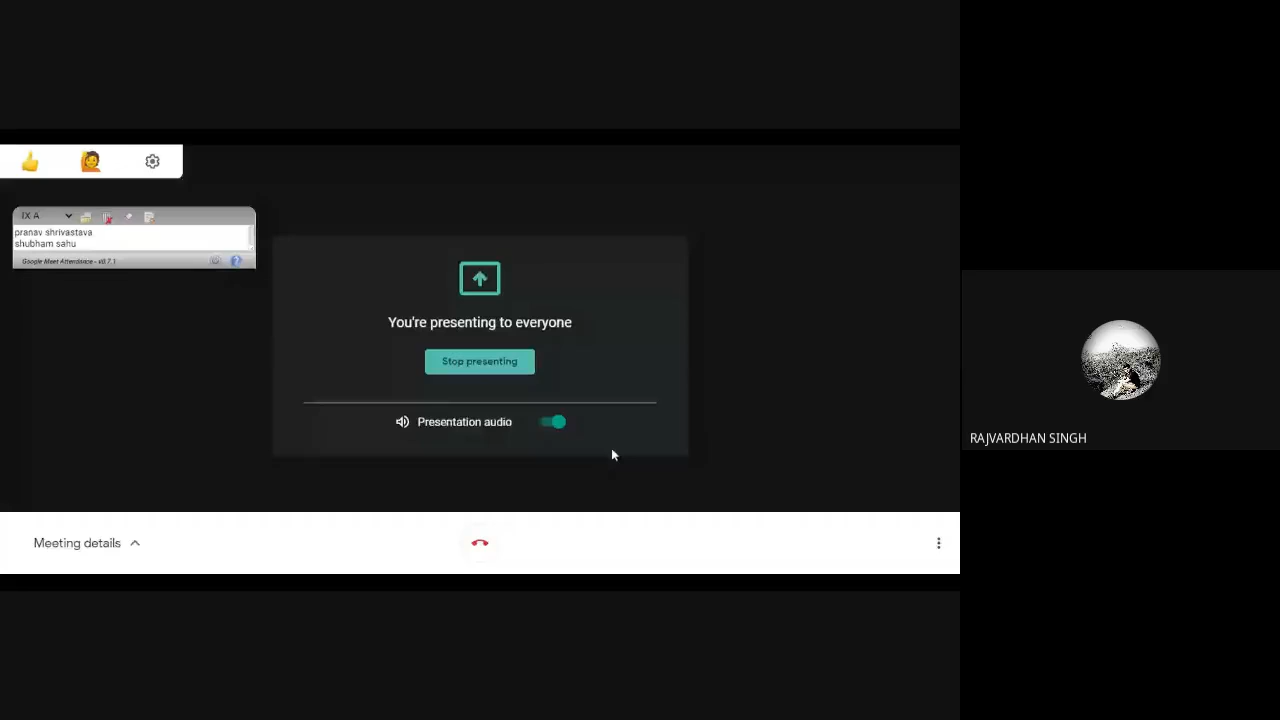 IX A
pranav shrivastava
shubham sahu
Google Meet Attendance - v0.7.1
You're presenting to everyone
Stop presenting
Presentation audio
RAJVARDHAN SINGH
Meeting details